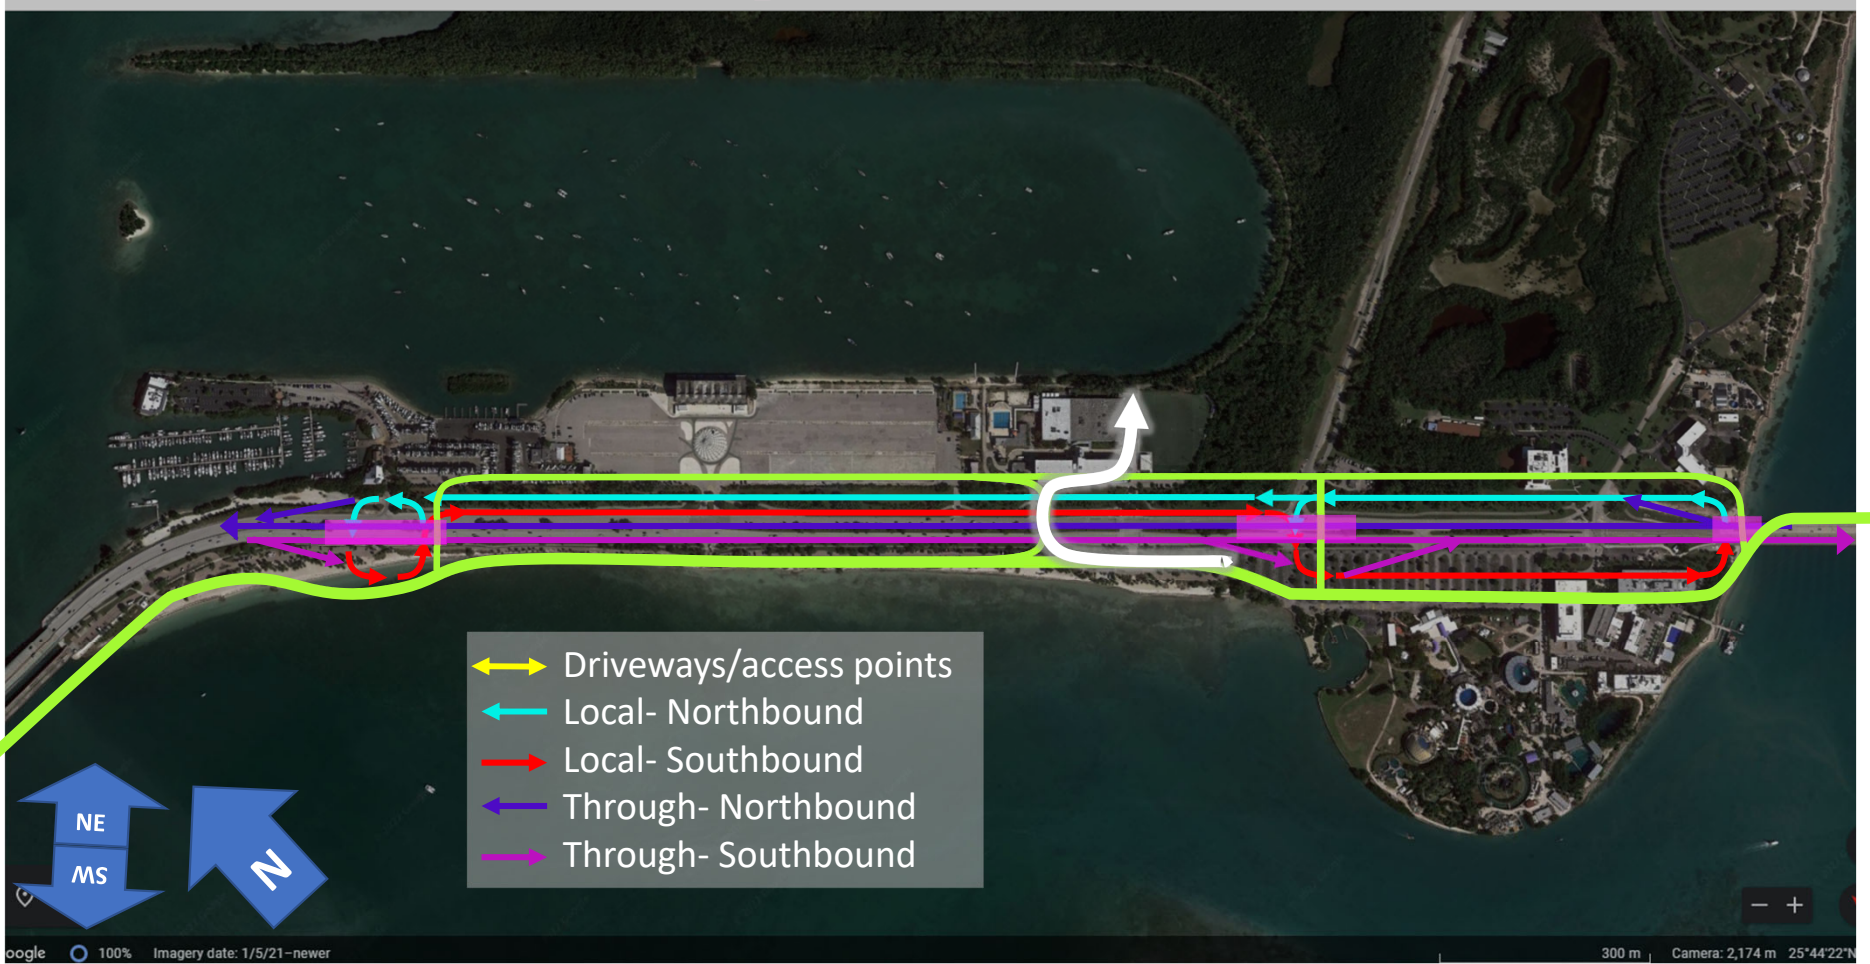 Driveways/access points
Local- Northbound
Local- Southbound
Through- Northbound
Through- Southbound
NE
SW
N
oogle 100% Imagery date: 1/5/21–newer 300 m Camera: 2,174 m 25°44'22"N